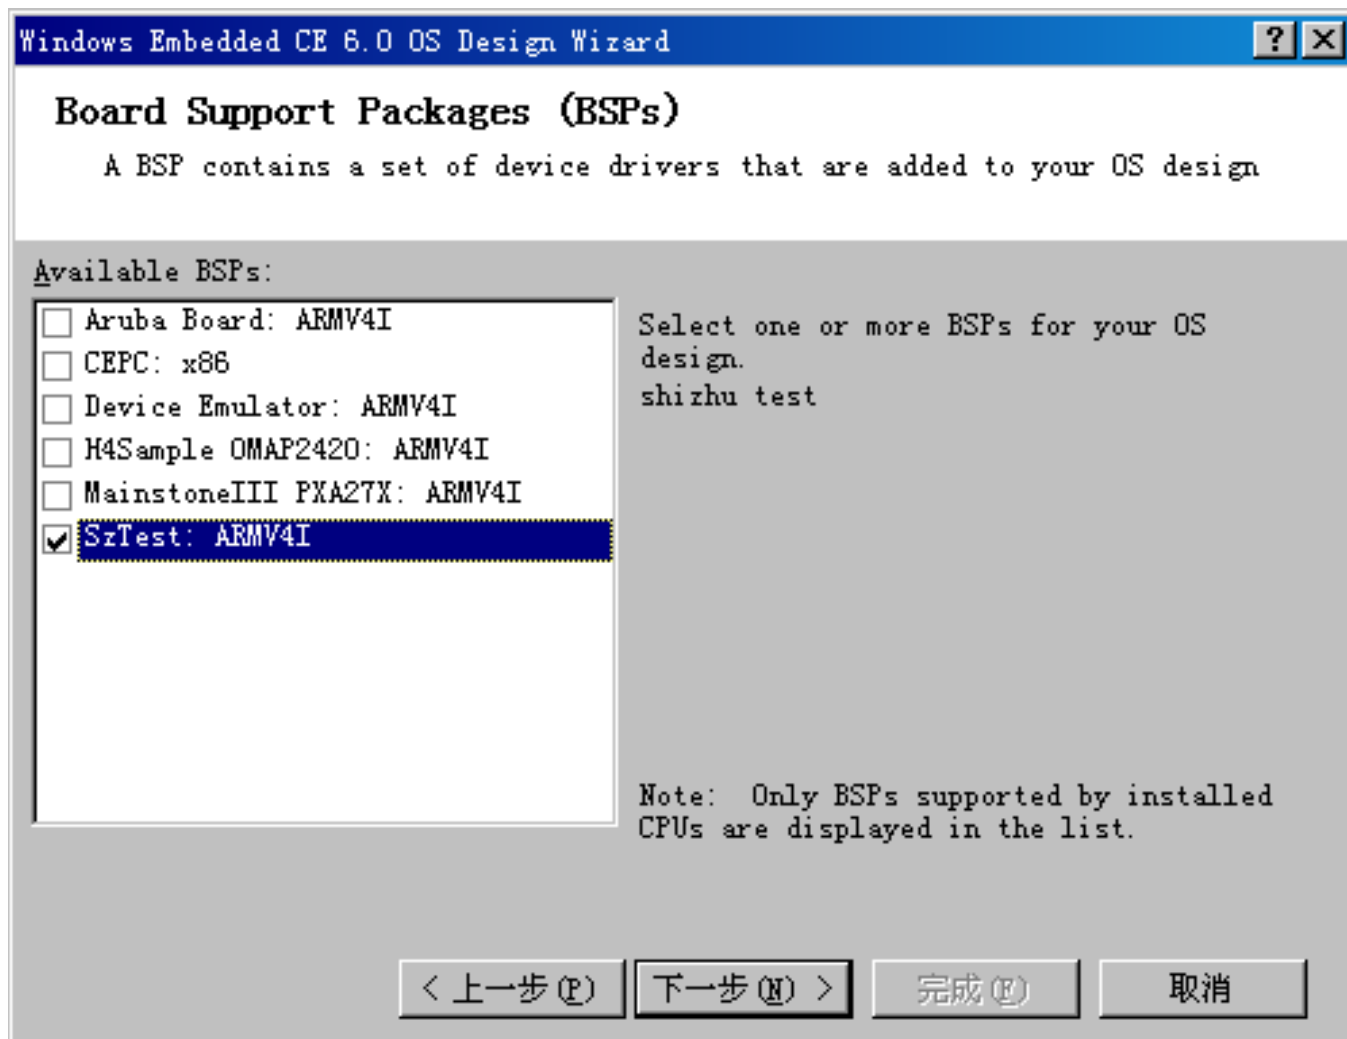 Windows Embedded CE 6.0 OS Design Wizard
Board Support Packages (BSPs)
A BSP contains a set of device drivers that are added to your OS design
Available BSPs:
Aruba Board: ARMV4I
CEPC: x86
Device Emulator: ARMV4I
H4Sample OMAP2420: ARMV4I
MainstoneIII PXA27X: ARMV4I
SzTest: ARMV4I
Select one or more BSPs for your OS
design.
shizhu test
Note: Only BSPs supported by installed
CPUs are displayed in the list.
< 上一步(P)
下一步(N) >
完成(F)
取消